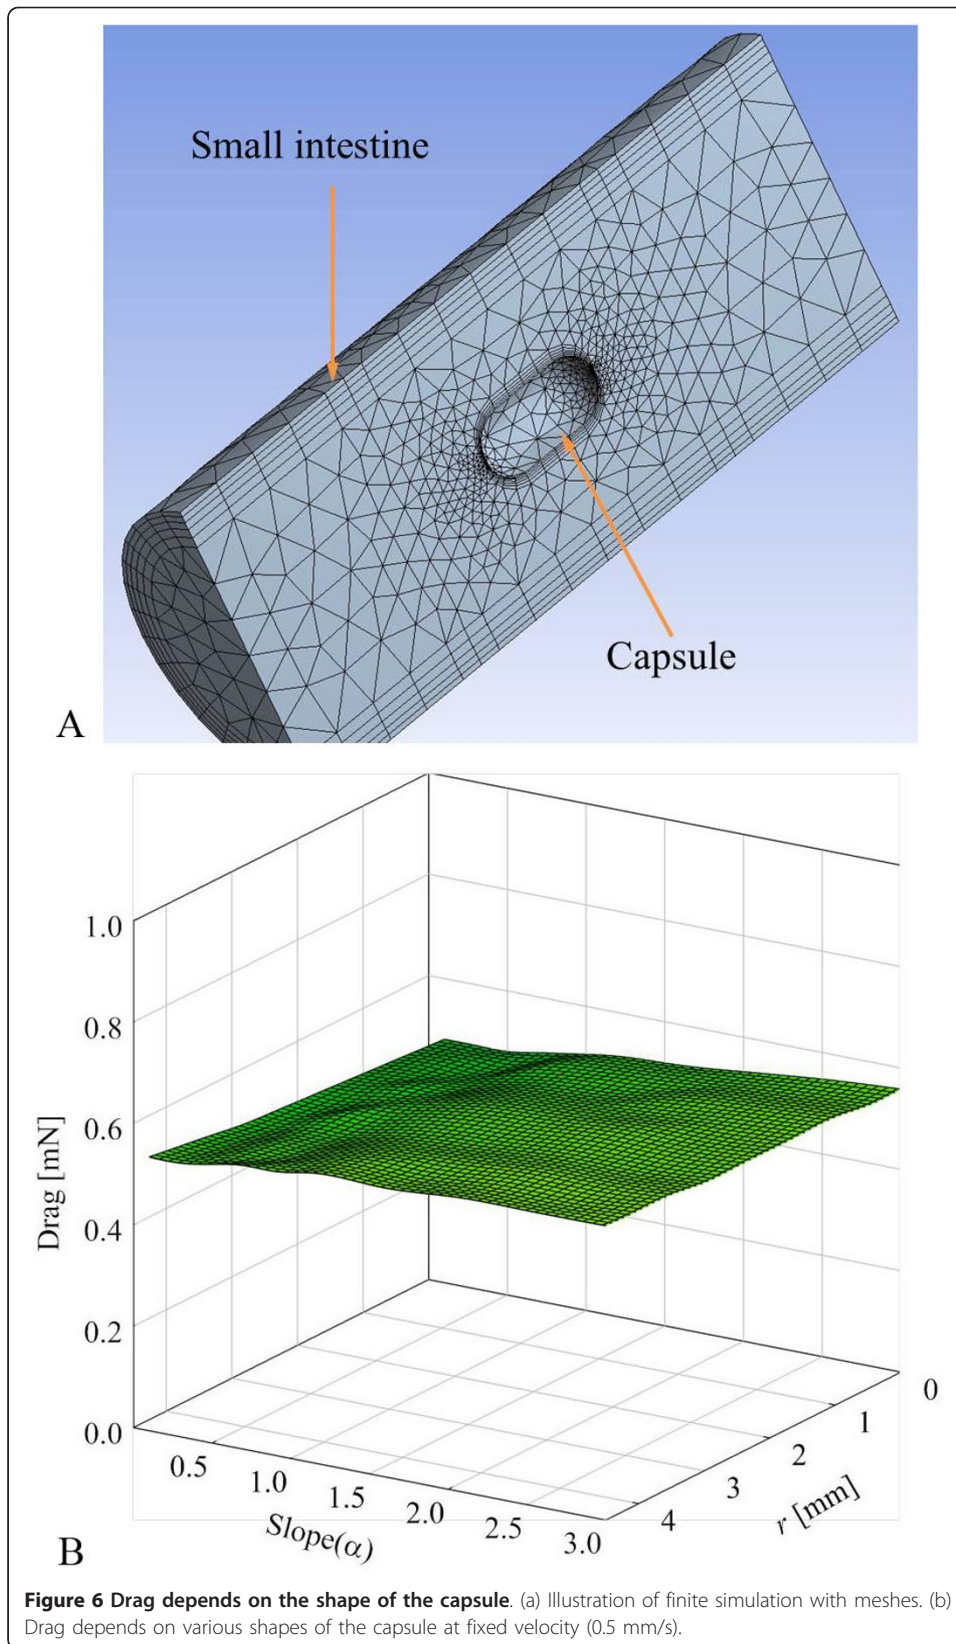 Small intestine
Capsule
A
1.0
0.8
0.6
0.4
0.2
0.0
Drag [mN]
0.5
1.0
1.5
2.0
2.5
3.0
Slope(α)
0
1
2
3
4
r [mm]
B
Figure 6 Drag depends on the shape of the capsule. (a) Illustration of finite simulation with meshes. (b)
Drag depends on various shapes of the capsule at fixed velocity (0.5 mm/s).